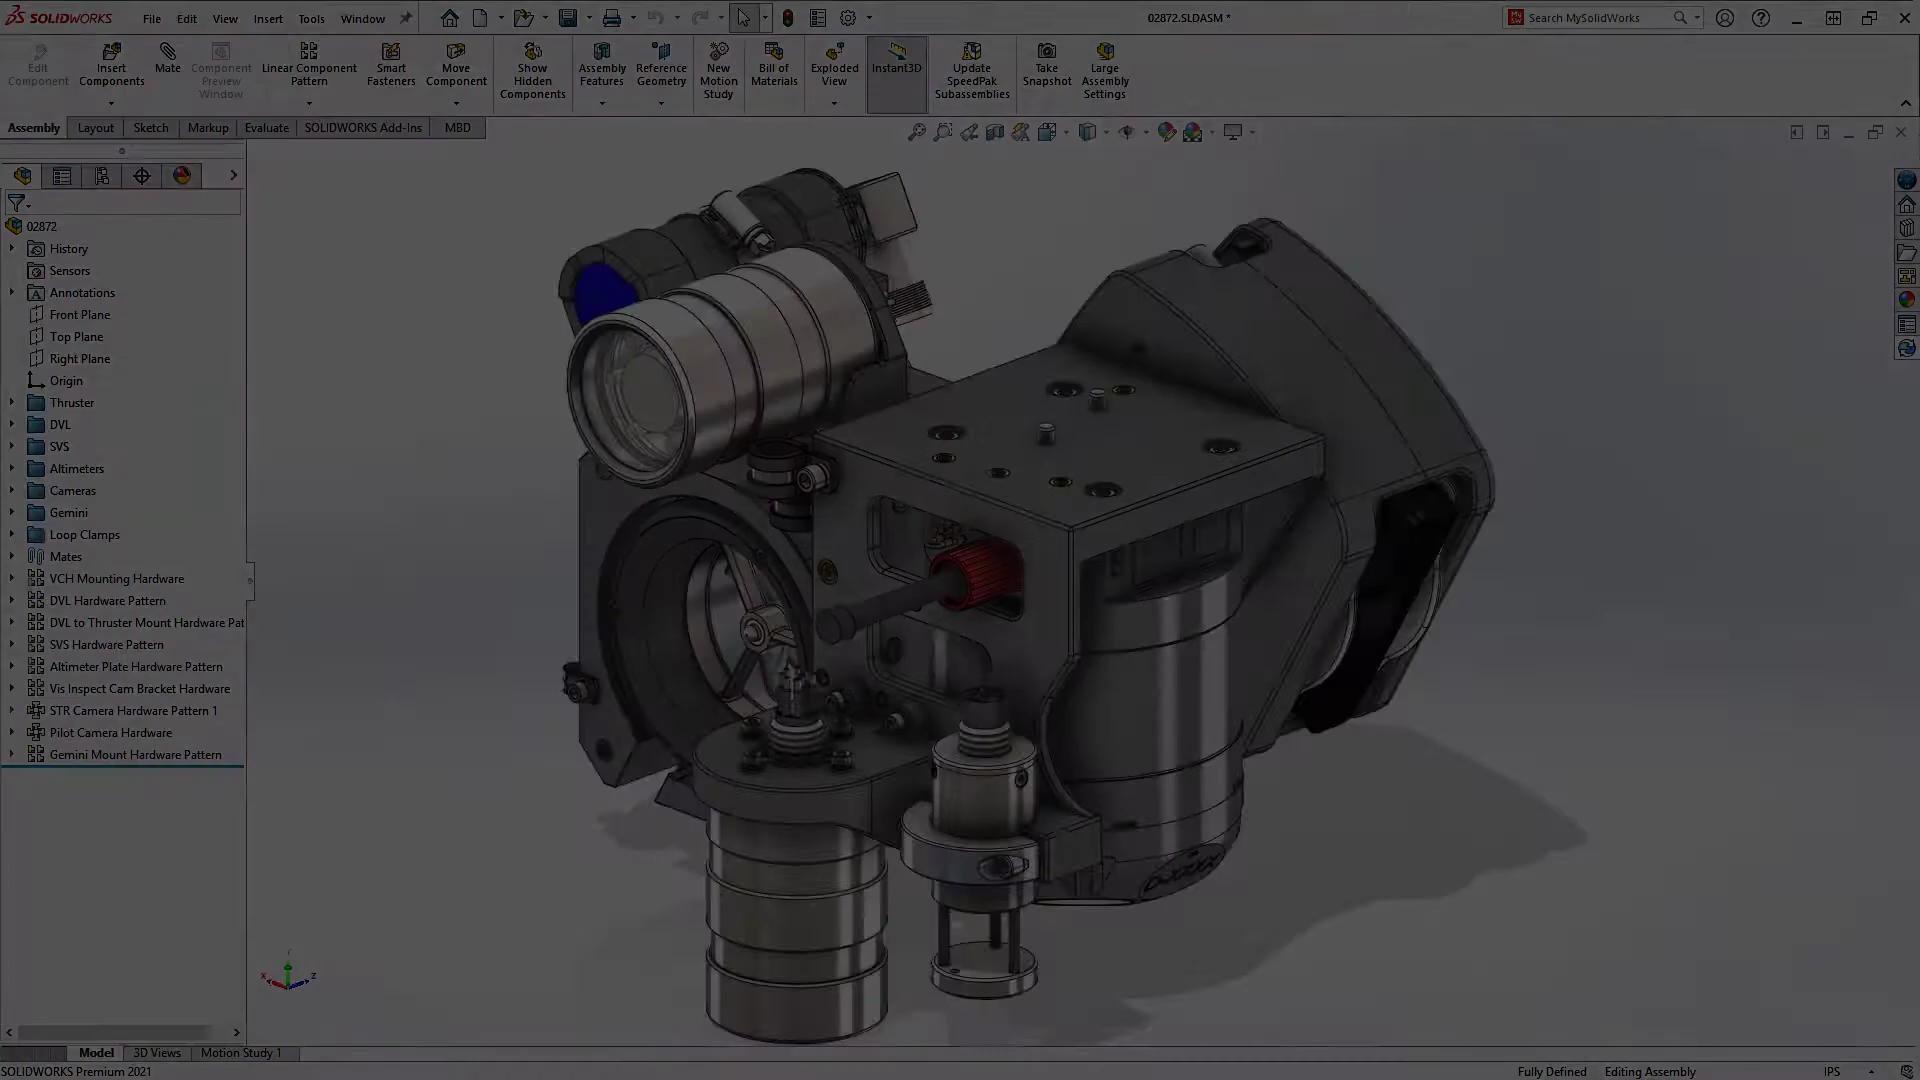 SOLIDWORKS File Edit View Insert Tools Window 02872.SLDASM * Search MySolidWorks
Edit Component
Insert Components
Mate
Component Preview Window
Linear Component Pattern
Smart Fasteners
Move Component
Show Hidden Components
Assembly Features
Reference Geometry
New Motion Study
Bill of Materials
Exploded View
Instant3D
Update SpeedPak Subassemblies
Take Snapshot
Large Assembly Settings
Assembly Layout Sketch Markup Evaluate SOLIDWORKS Add-Ins MBD
02872
History
Sensors
Annotations
Front Plane
Top Plane
Right Plane
Origin
Thruster
DVL
SVS
Altimeters
Cameras
Gemini
Loop Clamps
Mates
VCH Mounting Hardware
DVL Hardware Pattern
DVL to Thruster Mount Hardware Pat
SVS Hardware Pattern
Altimeter Plate Hardware Pattern
Vis Inspect Cam Bracket Hardware
STR Camera Hardware Pattern 1
Pilot Camera Hardware
Gemini Mount Hardware Pattern
Model 3D Views Motion Study 1
SOLIDWORKS Premium 2021 Fully Defined Editing Assembly IPS